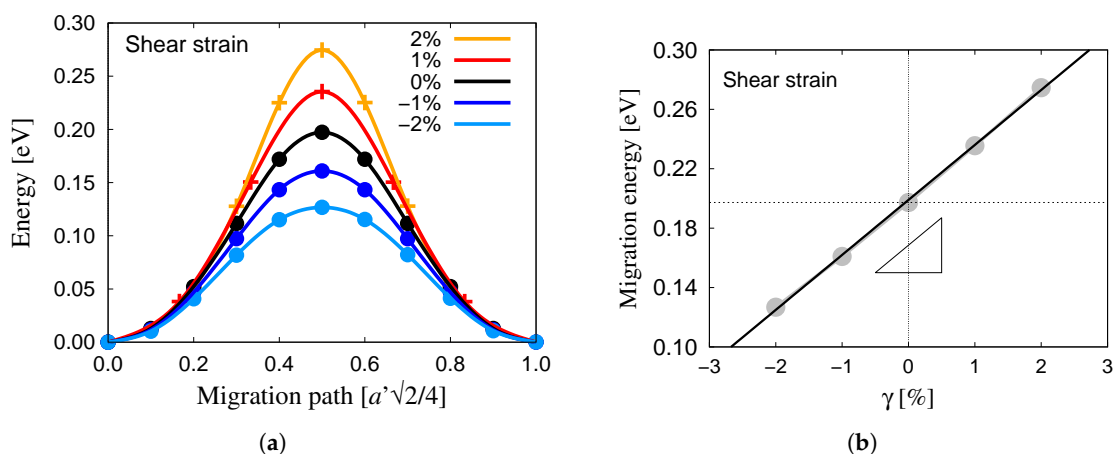 0.30
0.25
0.20
0.15
0.10
0.05
0.00
Energy [eV]
Shear strain
2%
1%
0%
−1%
−2%
0.0 0.2 0.4 0.6 0.8 1.0
Migration path [a’√2/4]
(a)
0.30
0.26
0.22
0.18
0.14
0.10
Migration energy [eV]
Shear strain
−3 −2 −1 0 1 2 3
γ [%]
(b)